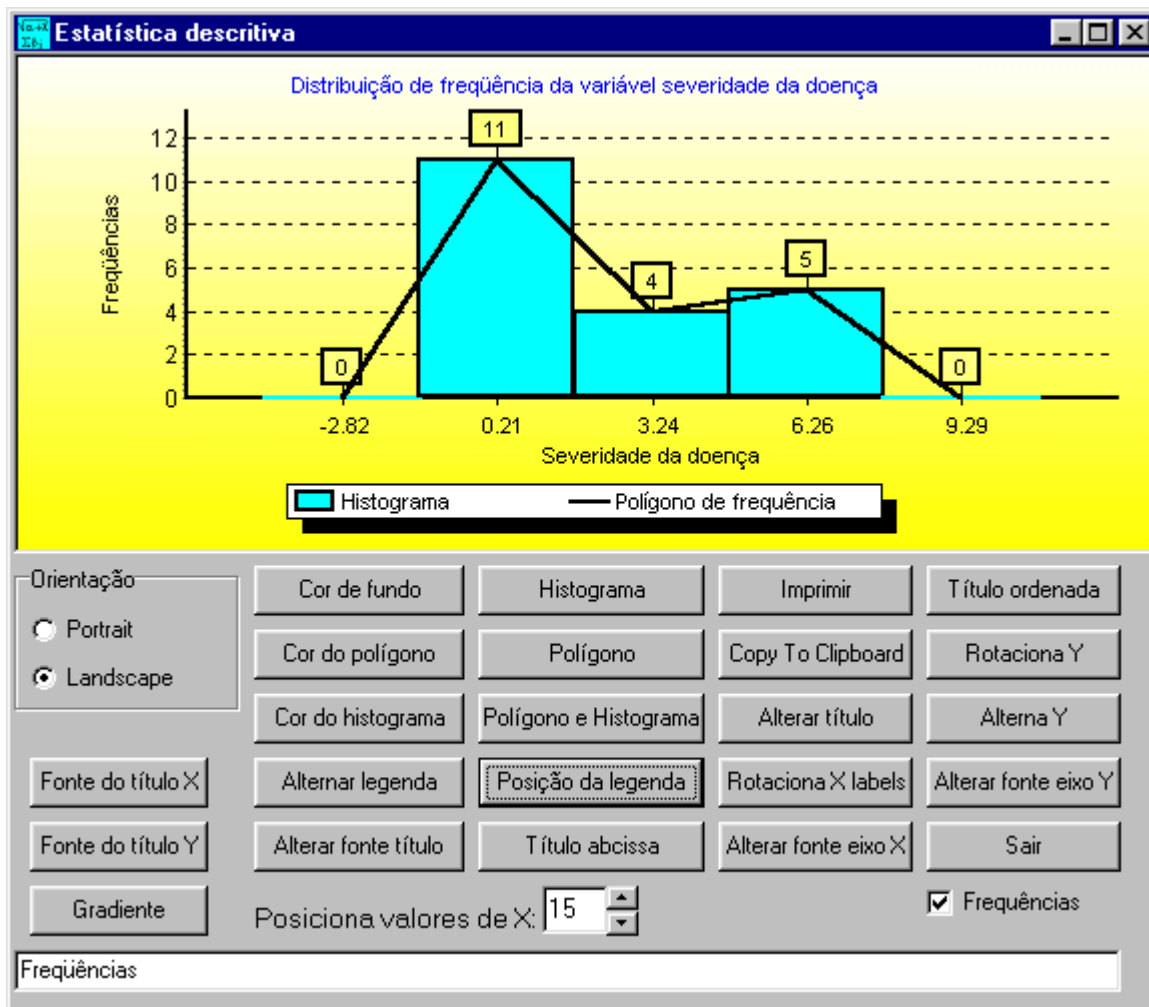 Estatística descritiva
Distribuição de freqüência da variável severidade da doença
Freqüências
12
10
8
6
4
2
0
0
11
4
5
0
-2.82 0.21 3.24 6.26 9.29
Severidade da doença
Histograma Polígono de frequência
Orientação
Portrait
Landscape
Cor de fundo Histograma Imprimir Título ordenada
Cor do polígono Polígono Copy To Clipboard Rotaciona Y
Cor do histograma Polígono e Histograma Alterar título Alterna Y
Fonte do título X Alternar legenda Posição da legenda Rotaciona X labels Alterar fonte eixo Y
Fonte do título Y Alterar fonte título Título abcissa Alterar fonte eixo X Sair
Gradiente Posiciona valores de X: 15 Frequências
Freqüências